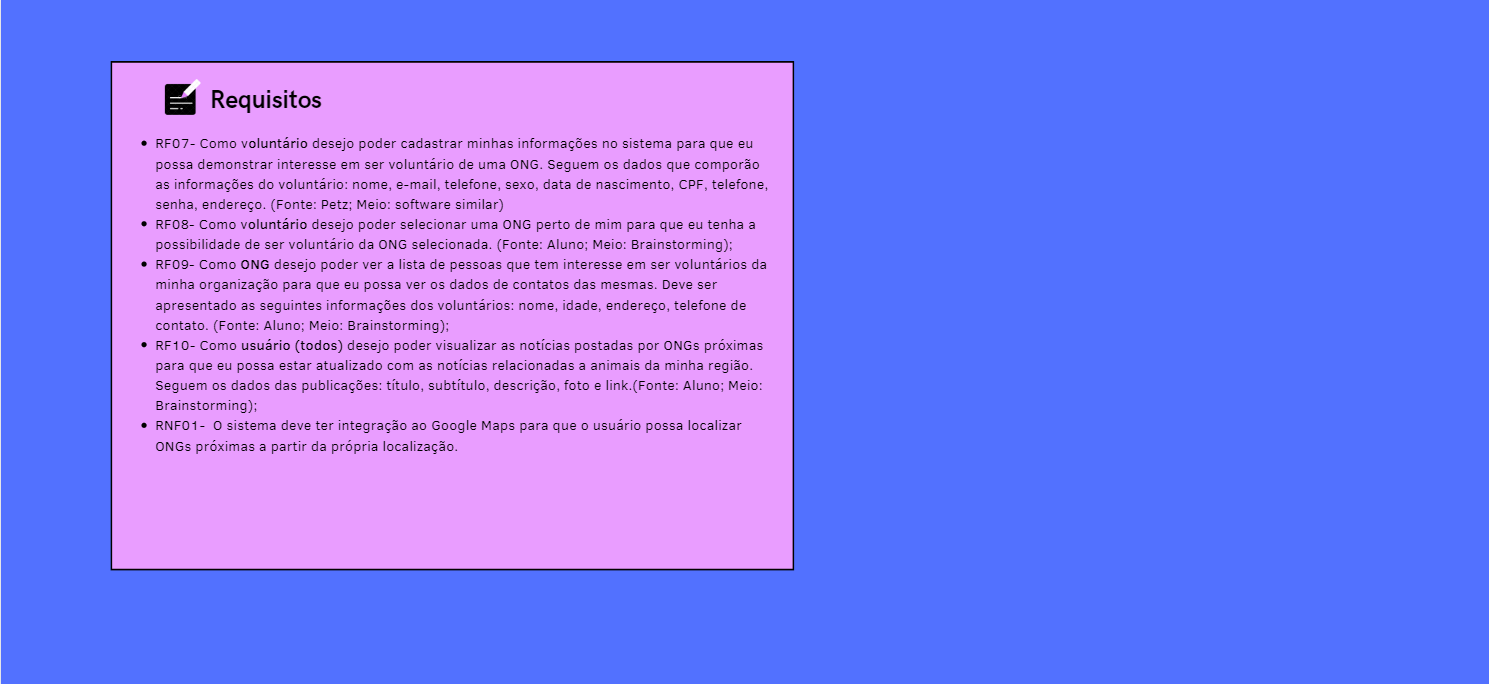 Requisitos
• RF07- Como voluntário desejo poder cadastrar minhas informações no sistema para que eu
possa demonstrar interesse em ser voluntário de uma ONG. Seguem os dados que comporão
as informações do voluntário: nome, e-mail, telefone, sexo, data de nascimento, CPF, telefone,
senha, endereço. (Fonte: Petz; Meio: software similar)
• RF08- Como voluntário desejo poder selecionar uma ONG perto de mim para que eu tenha a
possibilidade de ser voluntário da ONG selecionada. (Fonte: Aluno; Meio: Brainstorming);
• RF09- Como ONG desejo poder ver a lista de pessoas que tem interesse em ser voluntários da
minha organização para que eu possa ver os dados de contatos das mesmas. Deve ser
apresentado as seguintes informações dos voluntários: nome, idade, endereço, telefone de
contato. (Fonte: Aluno; Meio: Brainstorming);
• RF10- Como usuário (todos) desejo poder visualizar as notícias postadas por ONGs próximas
para que eu possa estar atualizado com as notícias relacionadas a animais da minha região.
Seguem os dados das publicações: título, subtítulo, descrição, foto e link.(Fonte: Aluno; Meio:
Brainstorming);
• RNF01-  O sistema deve ter integração ao Google Maps para que o usuário possa localizar
ONGs próximas a partir da própria localização.